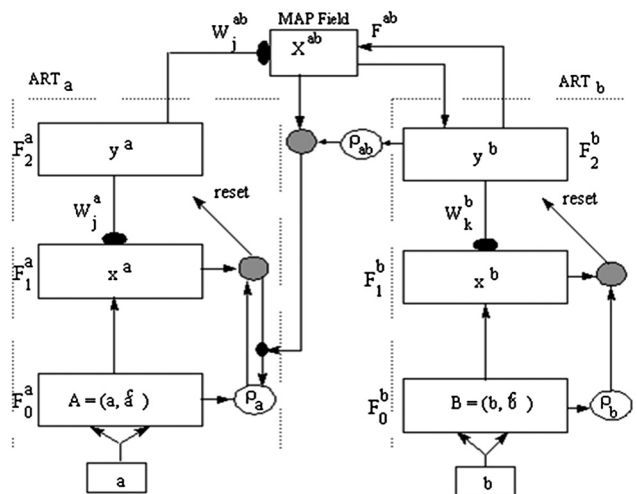 MAP Field
W_j^ab
X^ab
F^ab
ART_a
ART_b
F_2^a
y^a
ρ_ab
y^b
F_2^b
W_j^a
reset
W_k^b
reset
F_1^a
x^a
F_1^b
x^b
F_0^a
A = (a, a^c)
ρ_a
F_0^b
B = (b, b^c)
ρ_b
a
b